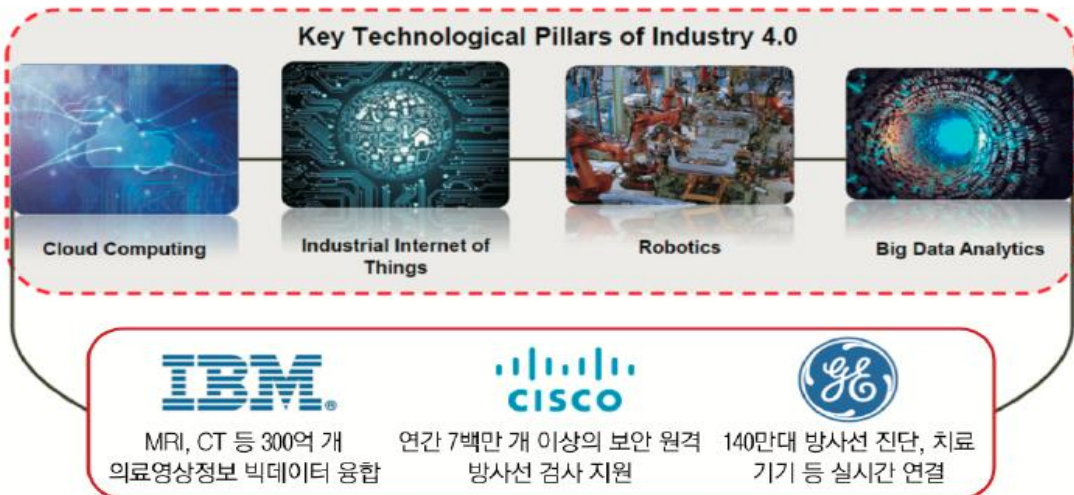 Key Technological Pillars of Industry 4.0
Cloud Computing
Industrial Internet of
Things
Robotics
Big Data Analytics
IBM®
CISCO
GE
MRI, CT 등 300억 개
의료영상정보 빅데이터 융합
연간 7백만 개 이상의 보안 원격
방사선 검사 지원
140만대 방사선 진단, 치료
기기 등 실시간 연결